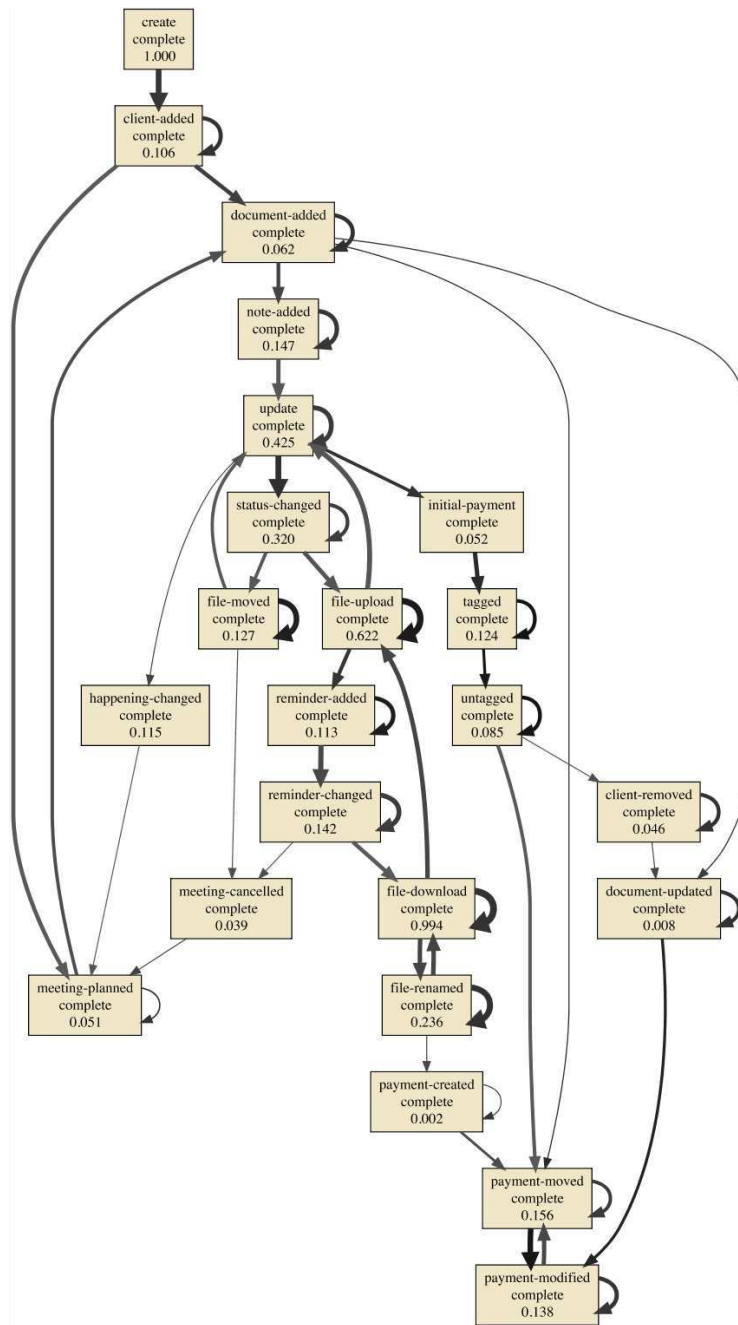 create
complete
1.000
client-added
complete
0.106
document-added
complete
0.062
note-added
complete
0.147
update
complete
0.425
status-changed
complete
0.320
initial-payment
complete
0.052
file-moved
complete
0.127
file-upload
complete
0.622
tagged
complete
0.124
happening-changed
complete
0.115
reminder-added
complete
0.113
untagged
complete
0.085
reminder-changed
complete
0.142
client-removed
complete
0.046
meeting-cancelled
complete
0.039
file-download
complete
0.994
document-updated
complete
0.008
meeting-planned
complete
0.051
file-renamed
complete
0.236
payment-created
complete
0.002
payment-moved
complete
0.156
payment-modified
complete
0.138